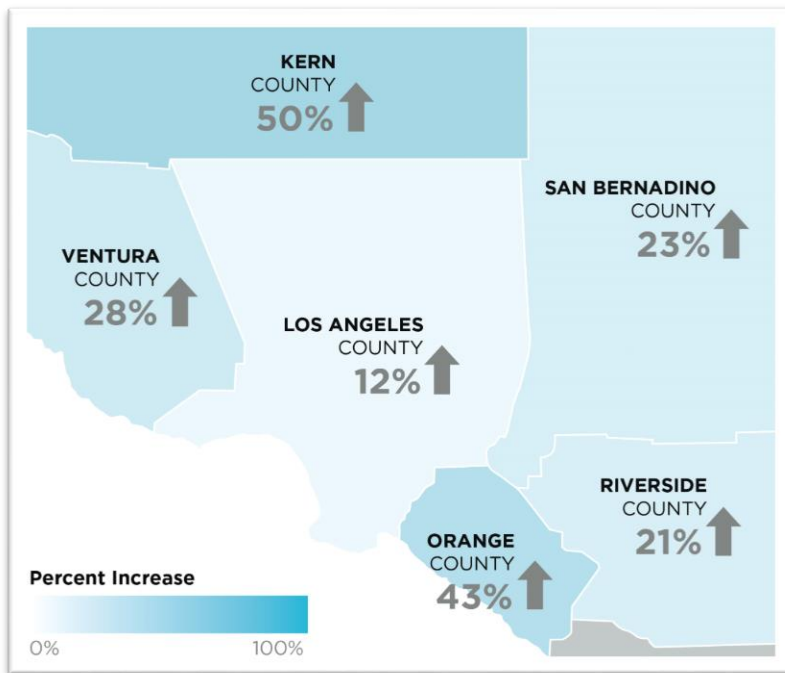 KERN
COUNTY
50%
SAN BERNADINO
COUNTY
23%
VENTURA
COUNTY
28%
LOS ANGELES
COUNTY
12%
RIVERSIDE
COUNTY
21%
ORANGE
COUNTY
43%
Percent Increase
0% 100%